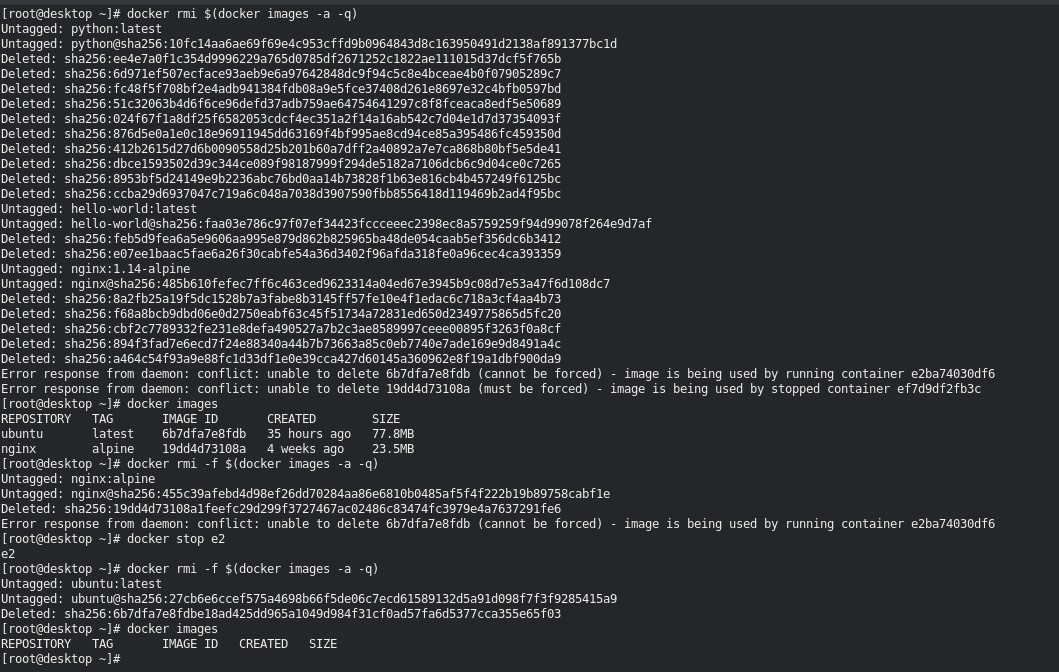 [root@desktop ~]# docker rmi $(docker images -a -q)
Untagged: python:latest
Untagged: python@sha256:10fc14aa6ae69f69e4c953cffd9b0964843d8c163950491d2138af891377bc1d
Deleted: sha256:ee4e7a0f1c354d9996229a765d0785df2671252c1822ae111015d37dcf5f765b
Deleted: sha256:6d971ef507ecface93aeb9e6a97642848dc9f94c5c8e4bceae4b0f07905289c7
Deleted: sha256:fc48f5f708bf2e4adb941384fdb08a9e5fce37408d261e8697e32c4bfb0597bd
Deleted: sha256:51c32063b4d6f6ce96defd37adb759ae64754641297c8f8fceaca8edf5e50689
Deleted: sha256:024f67f1a8df25f6582053cdcf4ec351a2f14a16ab542c7d04e1d7d37354093f
Deleted: sha256:876d5e0a1e0c18e96911945dd63169f4bf995ae8cd94ce85a395486fc459350d
Deleted: sha256:412b2615d27d6b0090558d25b201b60a7dff2a40892a7e7ca868b80bf5e5de41
Deleted: sha256:dbce1593502d39c344ce089f98187999f294de5182a7106dcb6c9d04ce0c7265
Deleted: sha256:8953bf5d24149e9b2236abc76bd0aa14b73828f1b63e816cb4b457249f6125bc
Deleted: sha256:ccba29d6937047c719a6c048a7038d3907590fbb8556418d119469b2ad4f95bc
Untagged: hello-world:latest
Untagged: hello-world@sha256:faa03e786c97f07ef34423fccceeec2398ec8a5759259f94d99078f264e9d7af
Deleted: sha256:feb5d9fea6a5e9606aa995e879d862b825965ba48de054caab5ef356dc6b3412
Deleted: sha256:e07ee1baac5fae6a26f30cabfe54a36d3402f96afda318fe0a96cec4ca393359
Untagged: nginx:1.14-alpine
Untagged: nginx@sha256:485b610fefec7ff6c463ced9623314a04ed67e3945b9c08d7e53a47f6d108dc7
Deleted: sha256:8a2fb25a19f5dc1528b7a3fabe8b3145ff57fe10e4f1edac6c718a3cf4aa4b73
Deleted: sha256:f68a8bcb9dbd06e0d2750eabf63c45f51734a72831ed650d2349775865d5fc20
Deleted: sha256:cbf2c7789332fe231e8defa490527a7b2c3ae8589997ceee00895f3263f0a8cf
Deleted: sha256:894f3fad7e6ecd7f24e88340a44b7b73663a85c0eb7740e7ade169e9d8491a4c
Deleted: sha256:a464c54f93a9e88fc1d33df1e0e39cca427d60145a360962e8f19a1dbf900da9
Error response from daemon: conflict: unable to delete 6b7dfa7e8fdb (cannot be forced) - image is being used by running container e2ba74030df6
Error response from daemon: conflict: unable to delete 19dd4d73108a (must be forced) - image is being used by stopped container ef7d9df2fb3c
[root@desktop ~]# docker images
REPOSITORY   TAG       IMAGE ID       CREATED        SIZE
ubuntu       latest    6b7dfa7e8fdb   35 hours ago   77.8MB
nginx        alpine    19dd4d73108a   4 weeks ago    23.5MB
[root@desktop ~]# docker rmi -f $(docker images -a -q)
Untagged: nginx:alpine
Untagged: nginx@sha256:455c39afebd4d98ef26dd70284aa86e6810b0485af5f4f222b19b89758cabf1e
Deleted: sha256:19dd4d73108a1feefc29d299f3727467ac02486c83474fc3979e4a7637291fe6
Error response from daemon: conflict: unable to delete 6b7dfa7e8fdb (cannot be forced) - image is being used by running container e2ba74030df6
[root@desktop ~]# docker stop e2
e2
[root@desktop ~]# docker rmi -f $(docker images -a -q)
Untagged: ubuntu:latest
Untagged: ubuntu@sha256:27cb6e6ccef575a4698b66f5de06c7ecd61589132d5a91d098f7f3f9285415a9
Deleted: sha256:6b7dfa7e8fdbe18ad425dd965a1049d984f31cf0ad57fa6d5377cca355e65f03
[root@desktop ~]# docker images
REPOSITORY   TAG       IMAGE ID   CREATED   SIZE
[root@desktop ~]#